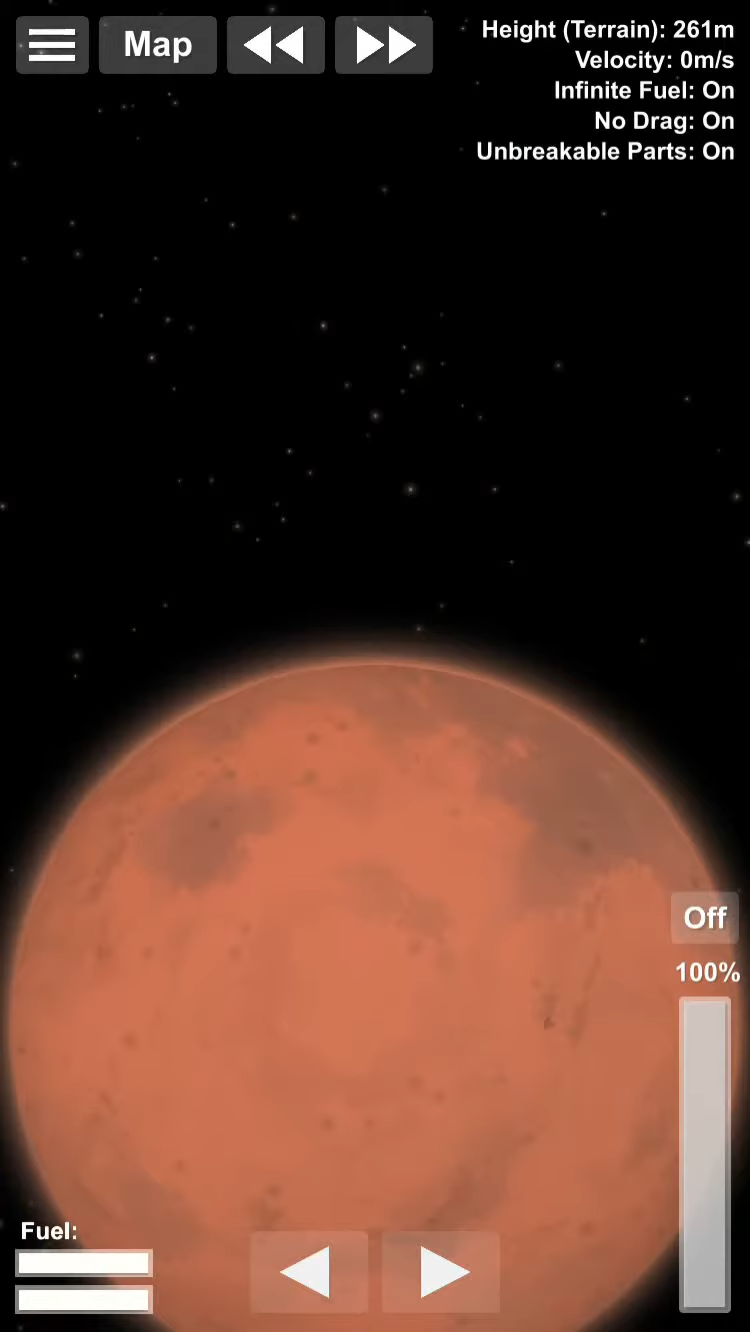 Map
Height (Terrain): 261m
Velocity: 0m/s
Infinite Fuel: On
No Drag: On
Unbreakable Parts: On
Off
100%
Fuel: